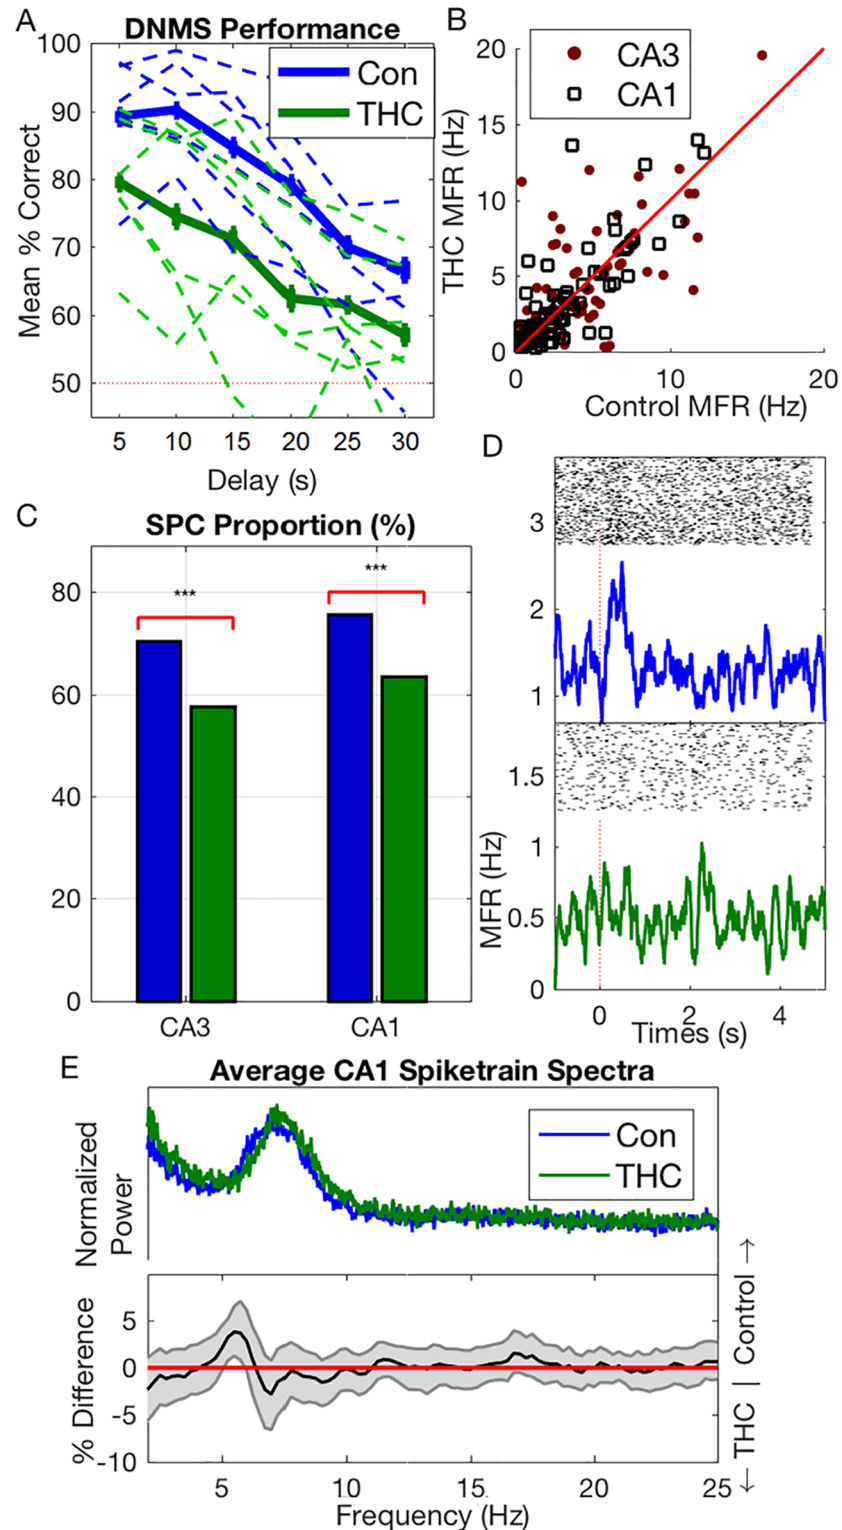 A
DNMS Performance
Mean % Correct
100
90
80
70
60
50
Con
THC
5 10 15 20 25 30
Delay (s)
B
THC MFR (Hz)
20
15
10
5
0
CA3
CA1
0 10 20
Control MFR (Hz)
C
SPC Proportion (%)
80
60
40
20
0
***
***
CA3 CA1
D
3
2
1
MFR (Hz)
1.5
1
0.5
0
0 2 4
Times (s)
E
Average CA1 Spiketrain Spectra
Normalized
Power
Con
THC
% Difference
5
0
-5
-10
5 10 15 20 25
Frequency (Hz)
← THC | Control →